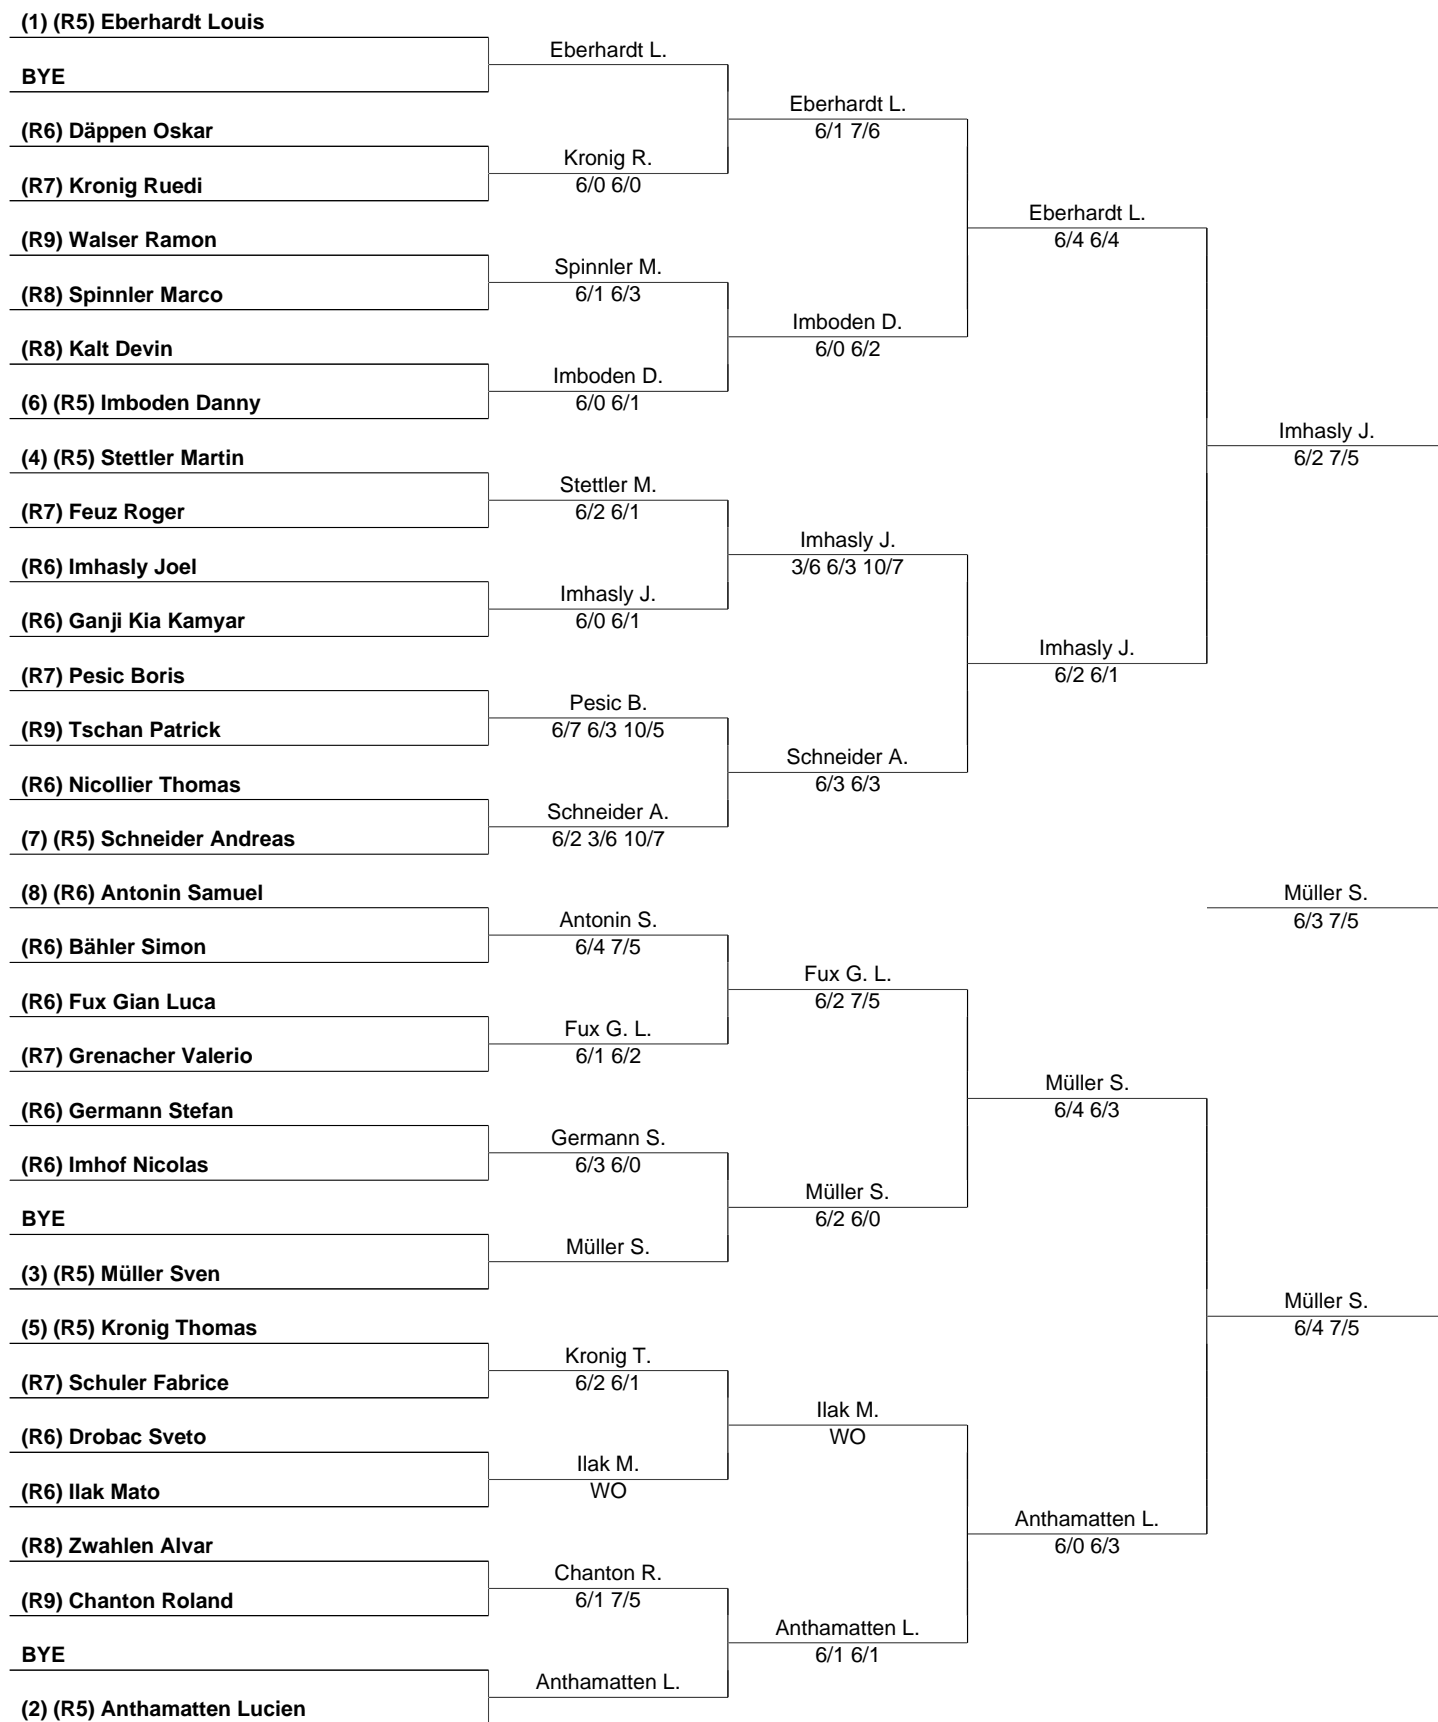 (1) (R5) Eberhardt Louis
BYE
(R6) Däppen Oskar
(R7) Kronig Ruedi
(R9) Walser Ramon
(R8) Spinnler Marco
(R8) Kalt Devin
(6) (R5) Imboden Danny
(4) (R5) Stettler Martin
(R7) Feuz Roger
(R6) Imhasly Joel
(R6) Ganji Kia Kamyar
(R7) Pesic Boris
(R9) Tschan Patrick
(R6) Nicollier Thomas
(7) (R5) Schneider Andreas
(8) (R6) Antonin Samuel
(R6) Bähler Simon
(R6) Fux Gian Luca
(R7) Grenacher Valerio
(R6) Germann Stefan
(R6) Imhof Nicolas
BYE
(3) (R5) Müller Sven
(5) (R5) Kronig Thomas
(R7) Schuler Fabrice
(R6) Drobac Sveto
(R6) Ilak Mato
(R8) Zwahlen Alvar
(R9) Chanton Roland
BYE
(2) (R5) Anthamatten Lucien
Eberhardt L.
Kronig R.
6/0 6/0
Spinnler M.
6/1 6/3
Imboden D.
6/0 6/1
Stettler M.
6/2 6/1
Imhasly J.
6/0 6/1
Pesic B.
6/7 6/3 10/5
Schneider A.
6/2 3/6 10/7
Antonin S.
6/4 7/5
Fux G. L.
6/1 6/2
Germann S.
6/3 6/0
Müller S.
Kronig T.
6/2 6/1
Ilak M.
WO
Chanton R.
6/1 7/5
Anthamatten L.
Eberhardt L.
6/1 7/6
Imboden D.
6/0 6/2
Imhasly J.
3/6 6/3 10/7
Schneider A.
6/3 6/3
Fux G. L.
6/2 7/5
Müller S.
6/2 6/0
Ilak M.
WO
Anthamatten L.
6/1 6/1
Eberhardt L.
6/4 6/4
Imhasly J.
6/2 6/1
Müller S.
6/4 6/3
Anthamatten L.
6/0 6/3
Imhasly J.
6/2 7/5
Müller S.
6/3 7/5
Müller S.
6/4 7/5